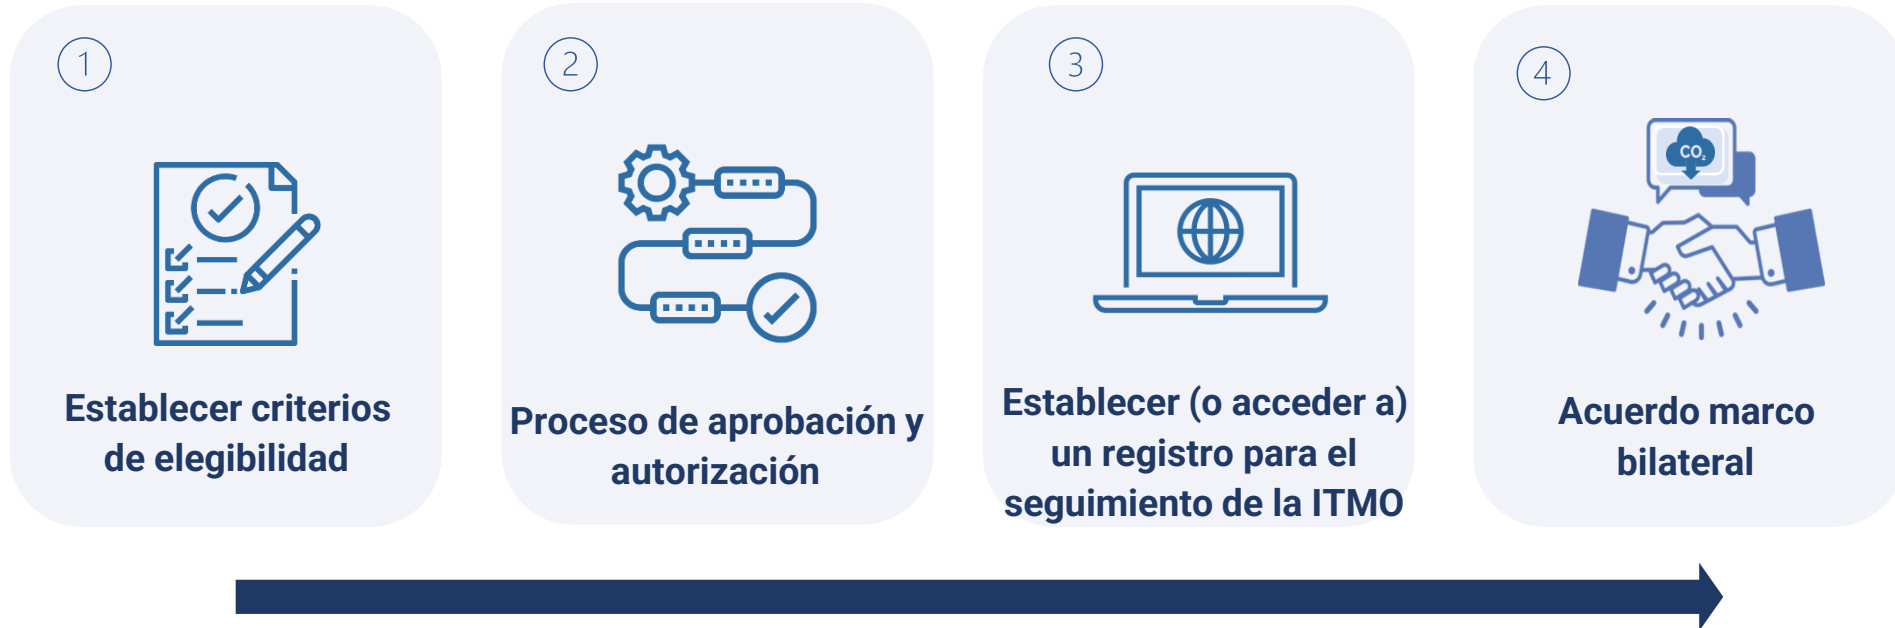 1
Establecer criterios
de elegibilidad
2
Proceso de aprobación y
autorización
3
Establecer (o acceder a)
un registro para el
seguimiento de la ITMO
4
CO₂
Acuerdo marco
bilateral